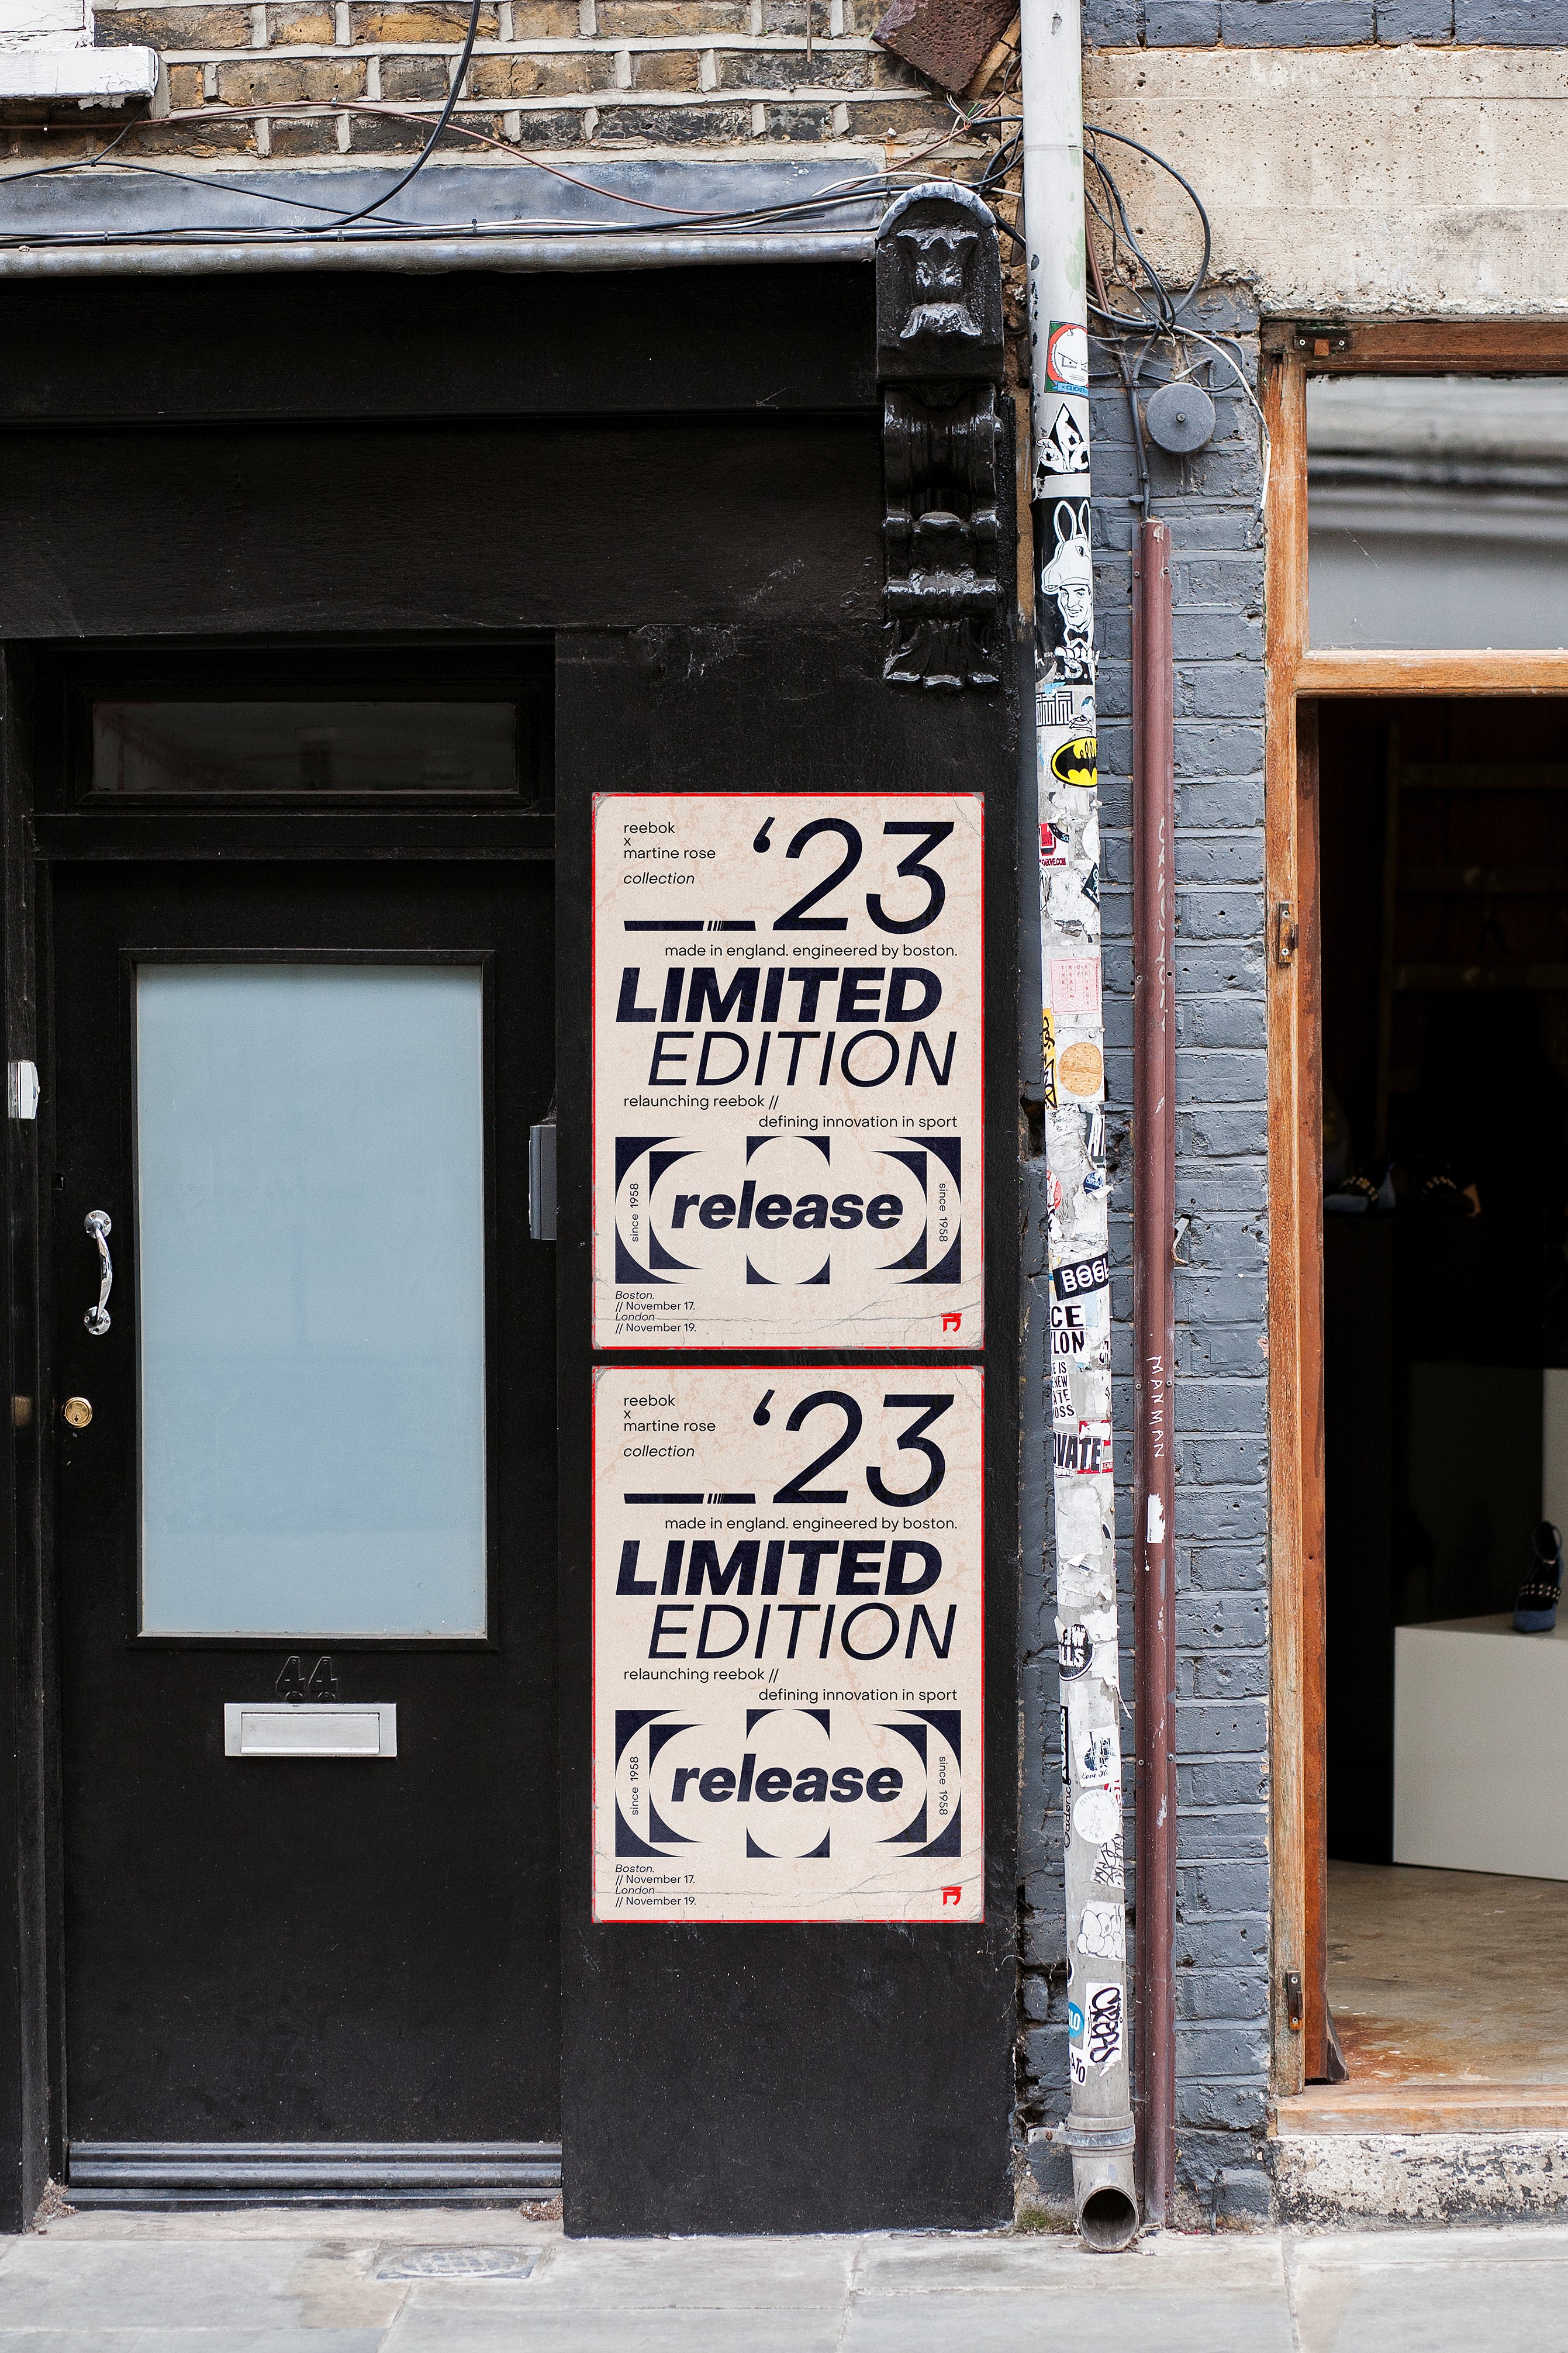 reebok
x
martine rose
collection
‘23
made in england. engineered by boston.
LIMITED
EDITION
relaunching reebok //
defining innovation in sport
since 1958
release
since 1958
Boston.
// November 17.
London
// November 19.
reebok
x
martine rose
collection
‘23
made in england. engineered by boston.
LIMITED
EDITION
relaunching reebok //
defining innovation in sport
since 1958
release
since 1958
Boston.
// November 17.
London
// November 19.
44
MANMAN